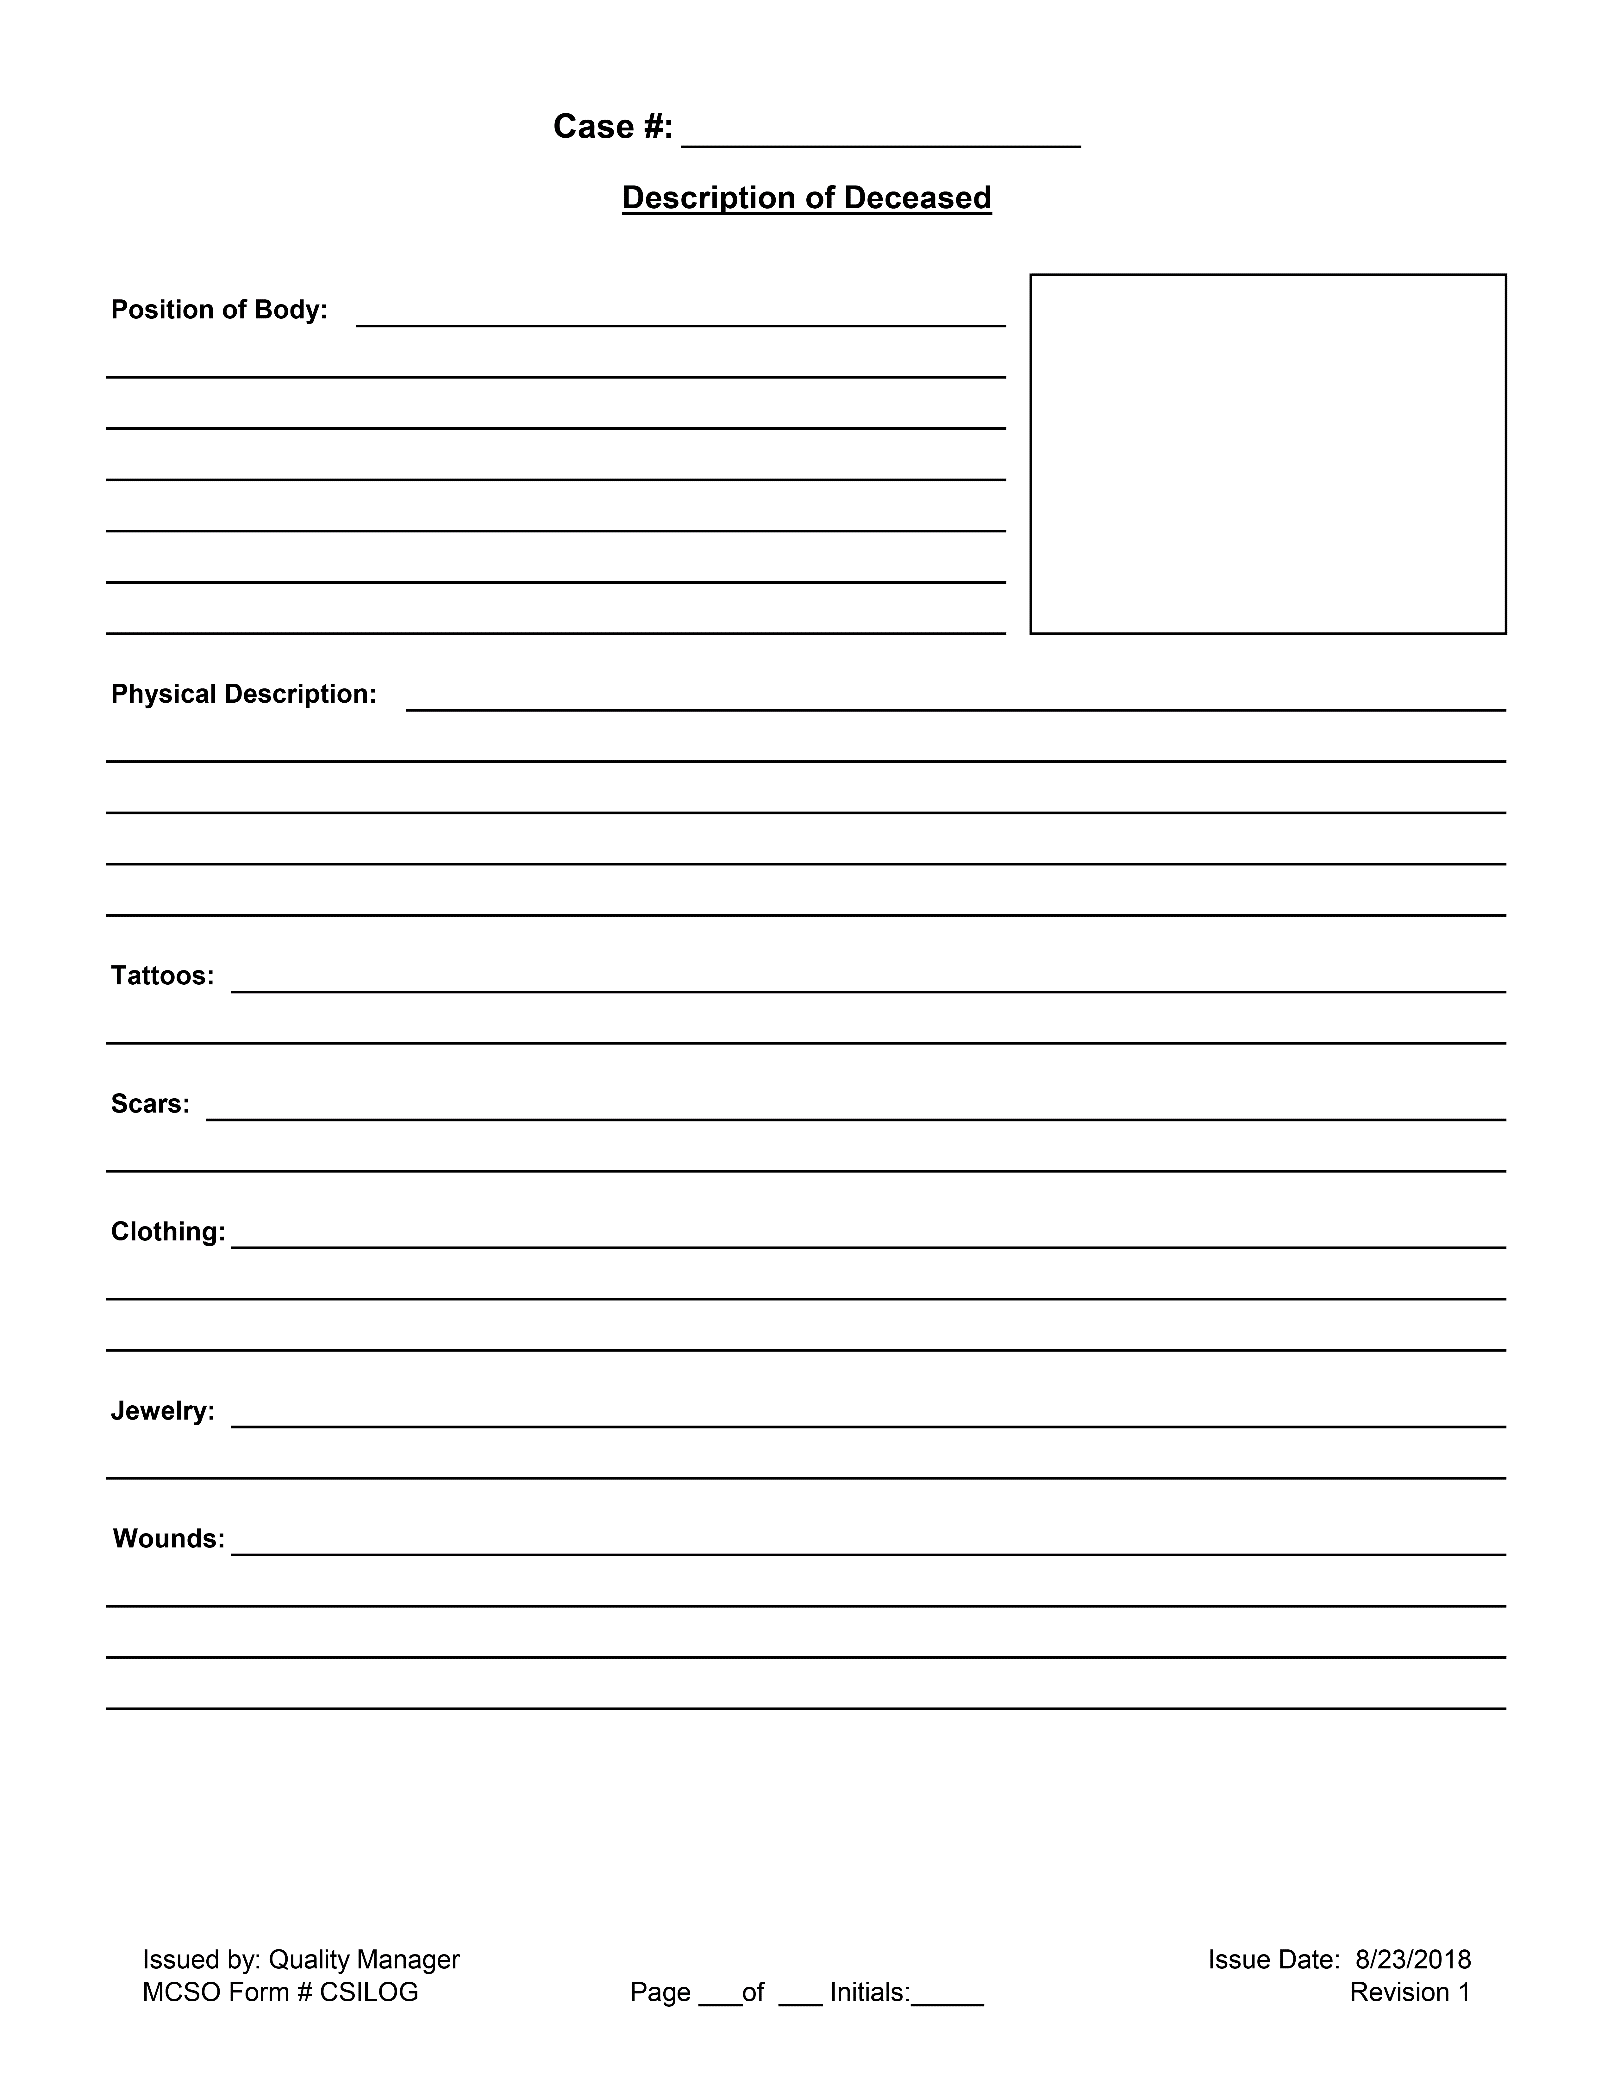 Case #:
Description of Deceased
Position of Body:
Physical Description:
Tattoos:
Scars:
Clothing:
Jewelry:
Wounds:
Issued by: Quality Manager Issue Date: 8/23/2018
MCSO Form # CSILOG Page ___of ___ Initials:_____ Revision 1